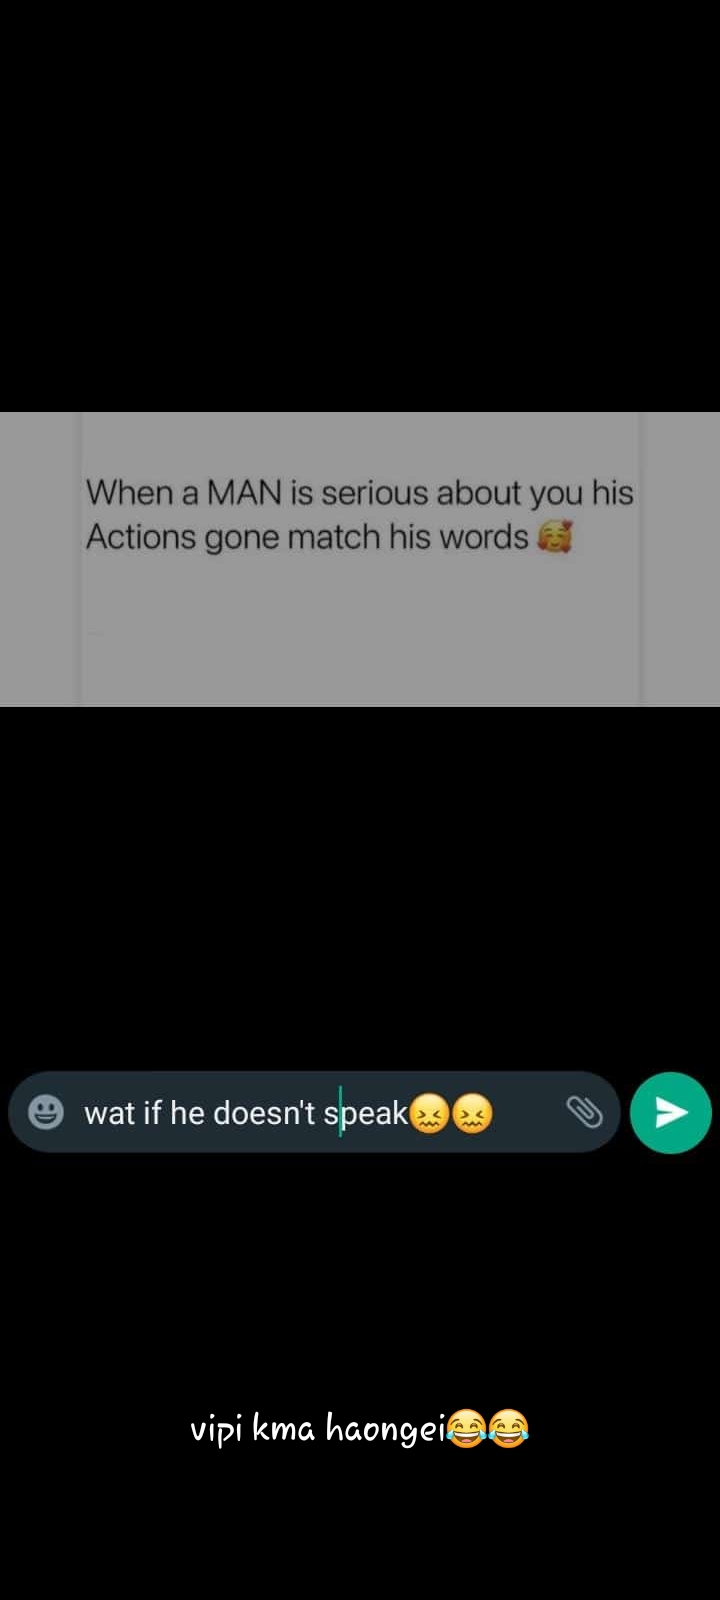 When a MAN is serious about you his
Actions gone match his words 🥰
wat if he doesn't speak😖😖
vipi kma haongei😂😂